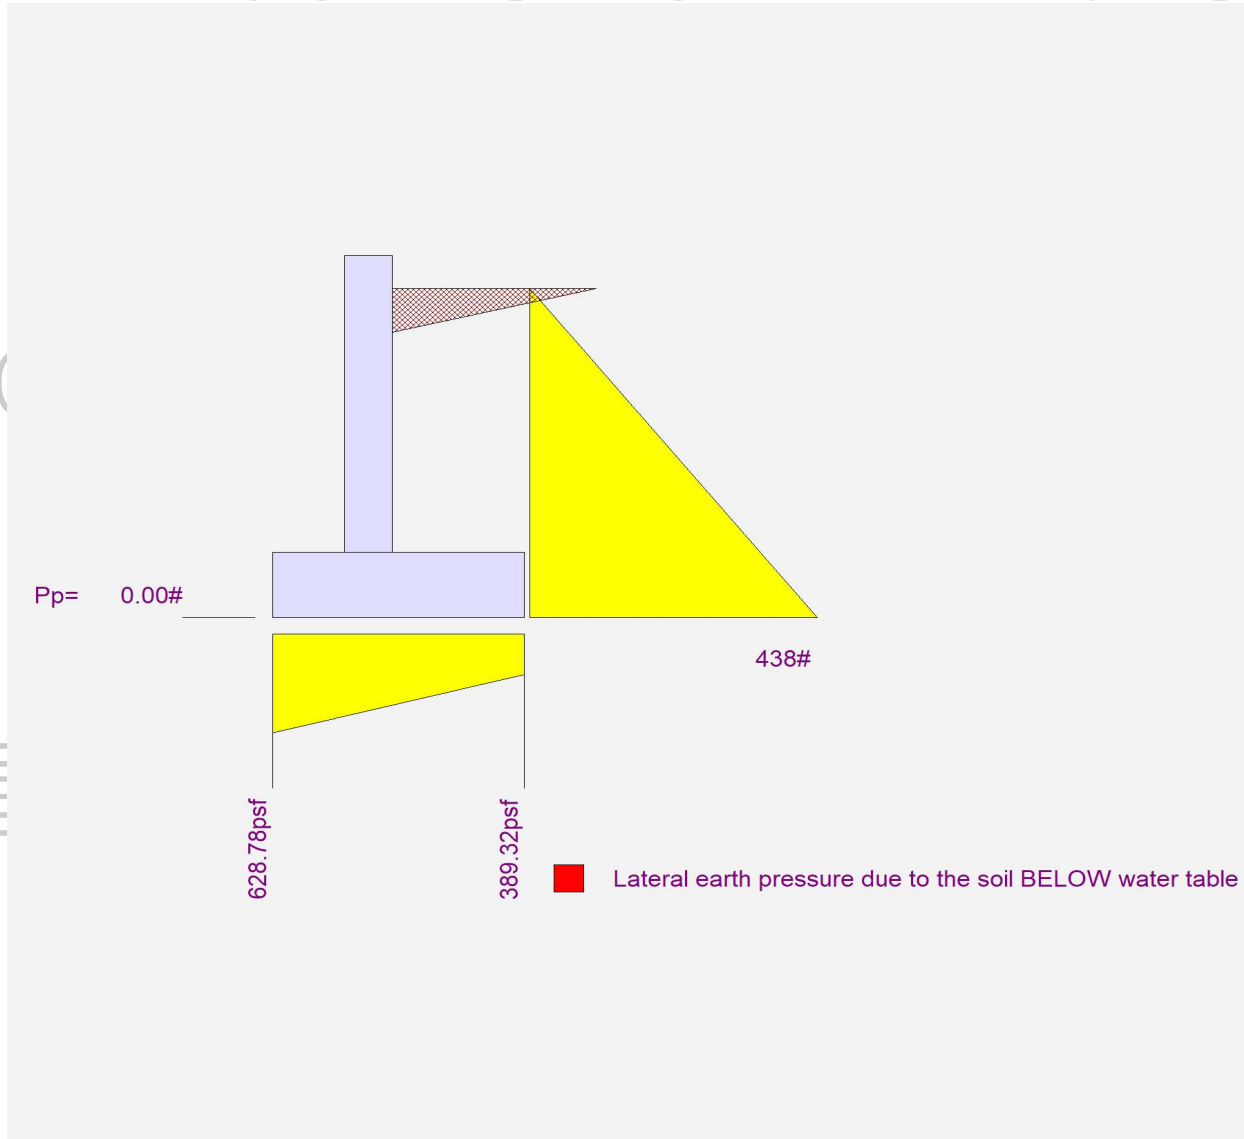 Pp= 0.00#
438#
628.78psf
389.32psf
Lateral earth pressure due to the soil BELOW water table